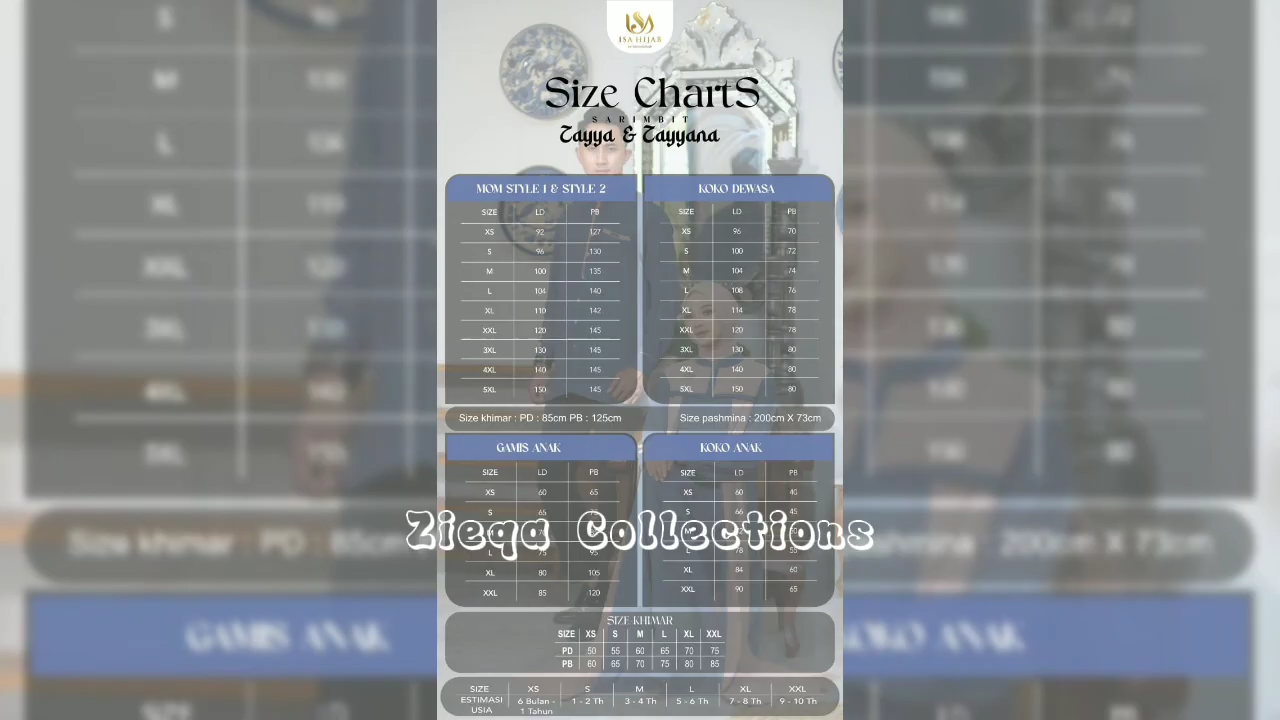 ISA HIJAB
Size ChartS
SARIMBIT
Tayya & Tayyana
MOM STYLE 1 & STYLE 2
SIZE LD PB
XS 92 127
S 96 130
M 100 135
L 104 140
XL 110 142
XXL 120 145
3XL 130 145
4XL 140 145
5XL 150 145
KOKO DEWASA
SIZE LD PB
XS 96 70
S 100 72
M 104 74
L 108 76
XL 114 78
XXL 120 78
3XL 130 80
4XL 140 80
5XL 150 80
Size khimar : PD : 85cm PB : 125cm
Size pashmina : 200cm X 73cm
GAMIS ANAK
SIZE LD PB
XS 60 65
S 65
L 75 95
XL 80 105
XXL 85 120
KOKO ANAK
SIZE LD PB
XS 60 40
S 66 45
M
L 78 55
XL 84 60
XXL 90 65
Zieqa Collections
SIZE KHIMAR
SIZE XS S M L XL XXL
PD 50 55 60 65 70 75
PB 60 65 70 75 80 85
SIZE XS S M L XL XXL
ESTIMASI USIA 6 Bulan - 1 Tahun 1 - 2 Th 3 - 4 Th 5 - 6 Th 7 - 8 Th 9 - 10 Th